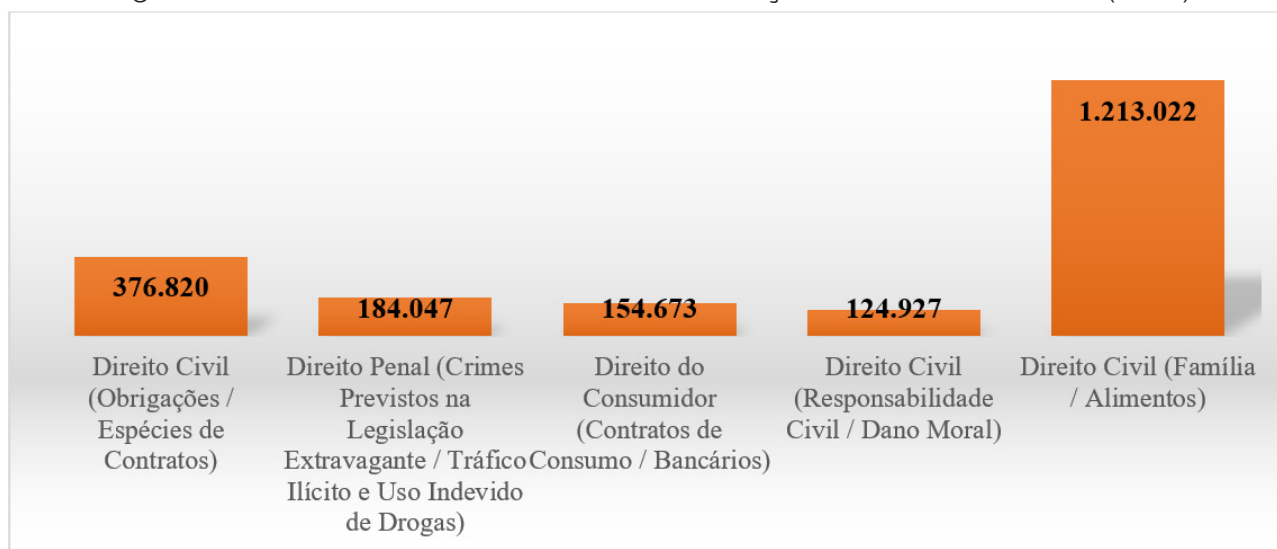 1.213.022
376.820
184.047
154.673
124.927
Direito Civil
(Obrigações /
Espécies de
Contratos)
Direito Penal (Crimes
Previstos na
Legislação
Extravagante / Tráfico
Ilícito e Uso Indevido
de Drogas)
Direito do
Consumidor
(Contratos de
Consumo / Bancários)
Direito Civil
(Responsabilidade
Civil / Dano Moral)
Direito Civil (Família
/ Alimentos)